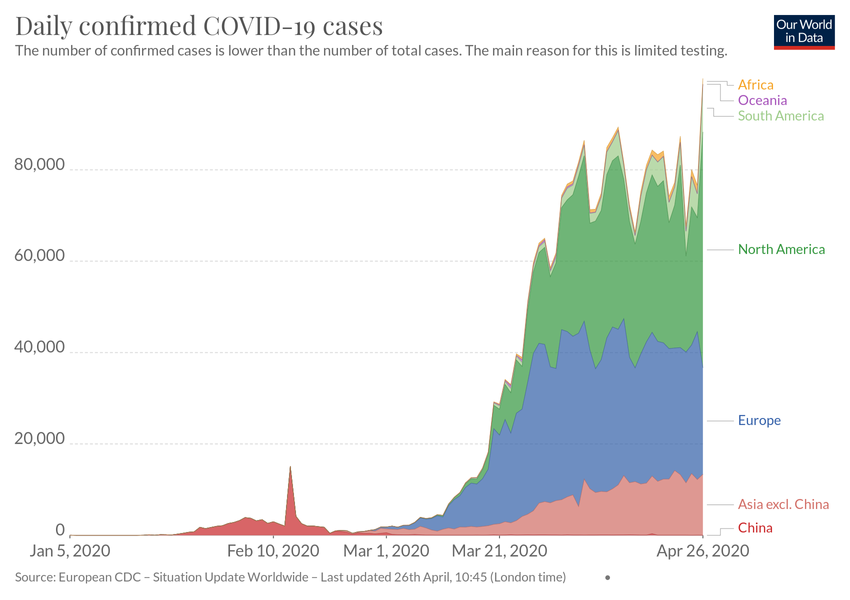 Daily confirmed COVID-19 cases
Our World
in Data
The number of confirmed cases is lower than the number of total cases. The main reason for this is limited testing.
Africa
Oceania
South America
80,000
North America
60,000
40,000
Europe
20,000
Asia excl. China
China
0
Jan 5, 2020
Feb 10, 2020
Mar 1, 2020
Mar 21, 2020
Apr 26, 2020
Source: European CDC – Situation Update Worldwide – Last updated 26th April, 10:45 (London time)